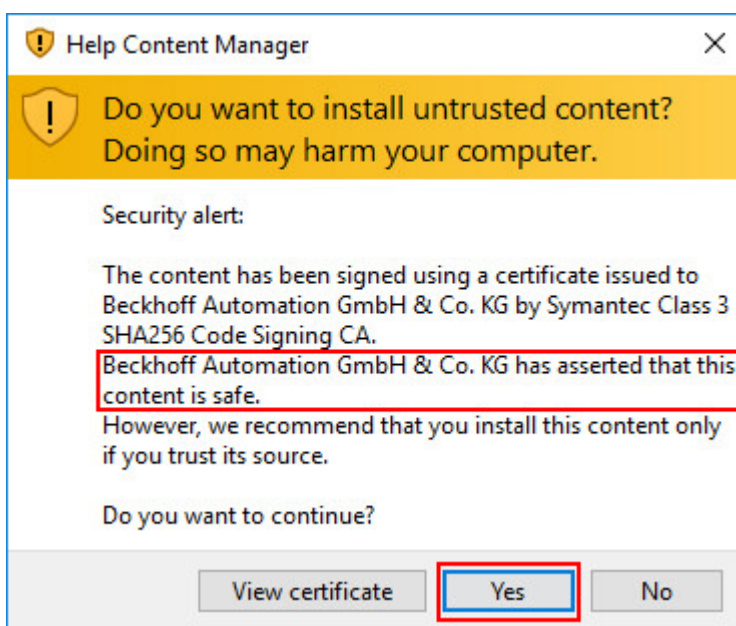 Help Content Manager
Do you want to install untrusted content?
Doing so may harm your computer.
Security alert:
The content has been signed using a certificate issued to
Beckhoff Automation GmbH & Co. KG by Symantec Class 3
SHA256 Code Signing CA.
Beckhoff Automation GmbH & Co. KG has asserted that this
content is safe.
However, we recommend that you install this content only
if you trust its source.
Do you want to continue?
View certificate Yes No